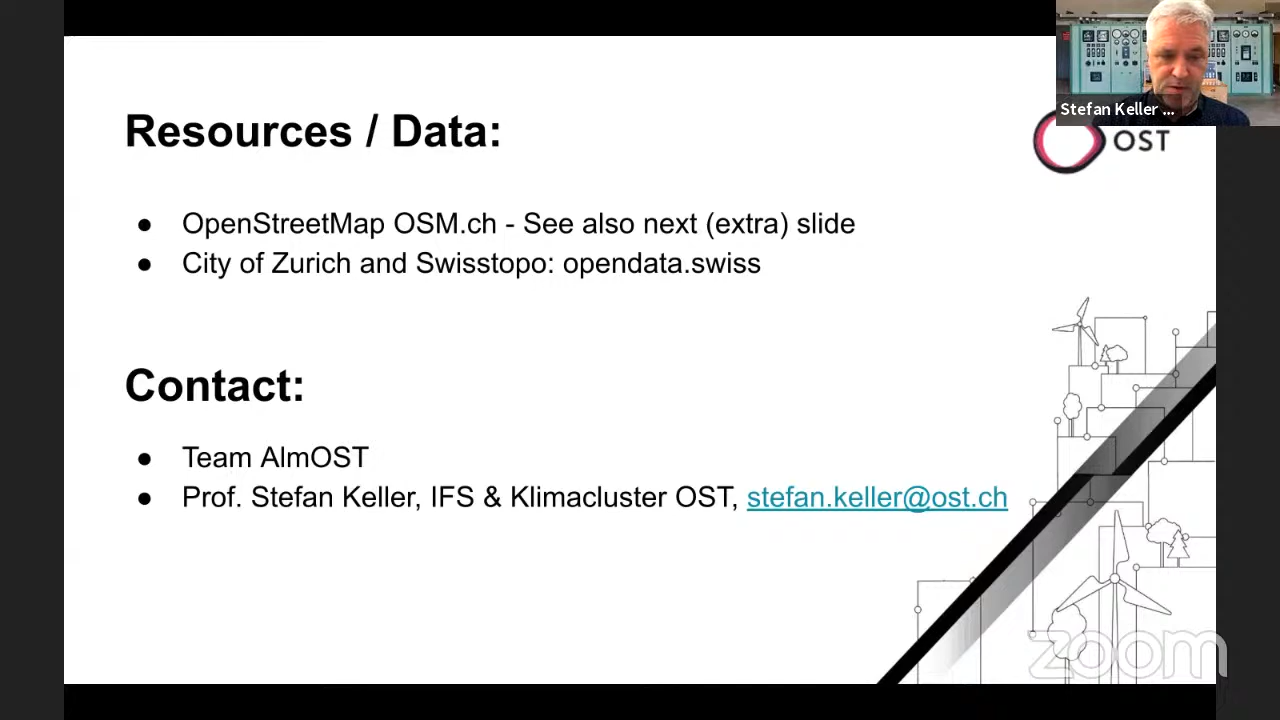 Stefan Keller ...
OST
Resources / Data:
● OpenStreetMap OSM.ch - See also next (extra) slide
● City of Zurich and Swisstopo: opendata.swiss
Contact:
● Team AlmOST
● Prof. Stefan Keller, IFS & Klimacluster OST, stefan.keller@ost.ch
zoom